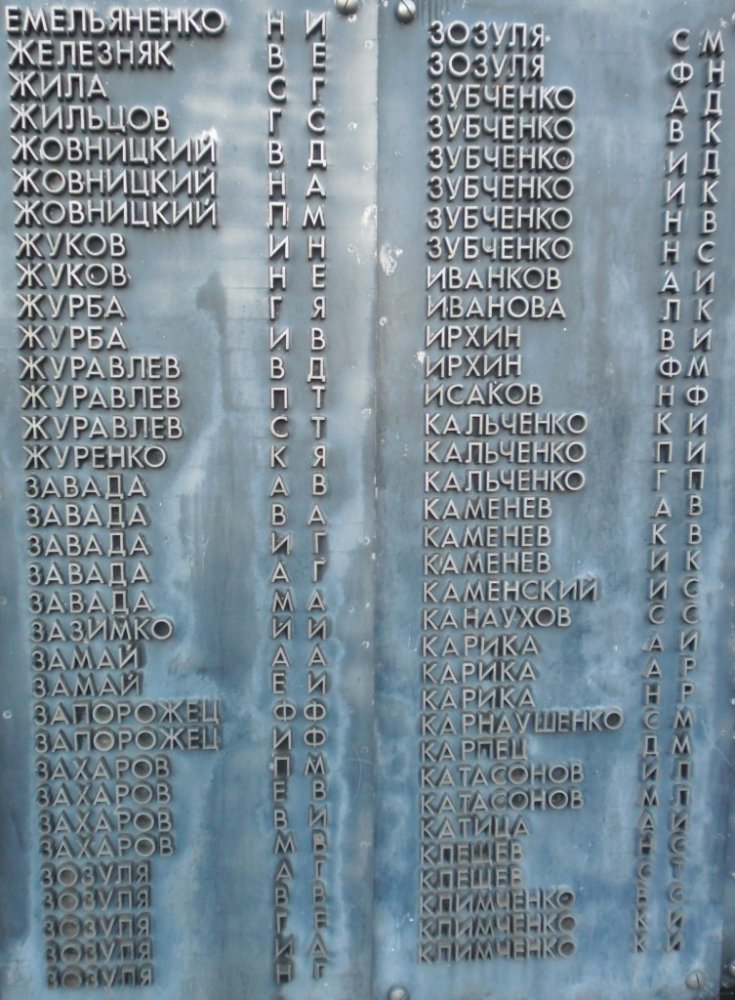 ЕМЕЛЬЯНЕНКО Н И
ЖЕЛЕЗНЯК В Е
ЖИЛА С Г
ЖИЛЬЦОВ Г С
ЖОВНИЦКИЙ В Д
ЖОВНИЦКИЙ Н А
ЖОВНИЦКИЙ П М
ЖУКОВ И Н
ЖУКОВ Н Е
ЖУРБА Г Я
ЖУРБА И В
ЖУРАВЛЕВ В Д
ЖУРАВЛЕВ П Т
ЖУРАВЛЕВ С Т
ЖУРЕНКО К Я
ЗАВАДА А В
ЗАВАДА В А
ЗАВАДА И Г
ЗАВАДА А Г
ЗАВАДА М А
ЗАЗИМКО И И
ЗАМАЙ А А
ЗАМАЙ Е И
ЗАПОРОЖЕЦ Ф Ф
ЗАПОРОЖЕЦ И Ф
ЗАХАРОВ П М
ЗАХАРОВ Е В
ЗАХАРОВ В И
ЗАХАРОВ М В
ЗОЗУЛЯ А Г
ЗОЗУЛЯ В В
ЗОЗУЛЯ Г Е
ЗОЗУЛЯ И А
ЗОЗУЛЯ Н Г
ЗОЗУЛЯ С М
ЗОЗУЛЯ Ф Н
ЗУБЧЕНКО А Д
ЗУБЧЕНКО В К
ЗУБЧЕНКО И Д
ЗУБЧЕНКО И К
ЗУБЧЕНКО Н В
ЗУБЧЕНКО Н С
ИВАНКОВ А И
ИВАНОВА Л К
ИРХИН В И
ИРХИН Ф М
ИСАКОВ Н Ф
КАЛЬЧЕНКО К И
КАЛЬЧЕНКО П И
КАЛЬЧЕНКО Г П
КАМЕНЕВ А В
КАМЕНЕВ К В
КАМЕНЕВ И К
КАМЕНСКИЙ И С
КАНАУХОВ С С
КАРИКА А И
КАРИКА А Р
КАРИКА Н Р
КАРНАУШЕНКО С М
КАРПЕЦ Д М
КАТАСОНОВ И П
КАТАСОНОВ М Л
КАТИЦА А И
КЛЕШЕВ Н С
КЛЕШЕВ С Т
КЛИМЧЕНКО В С
КЛИМЧЕНКО К И
КЛИМЧЕНКО К